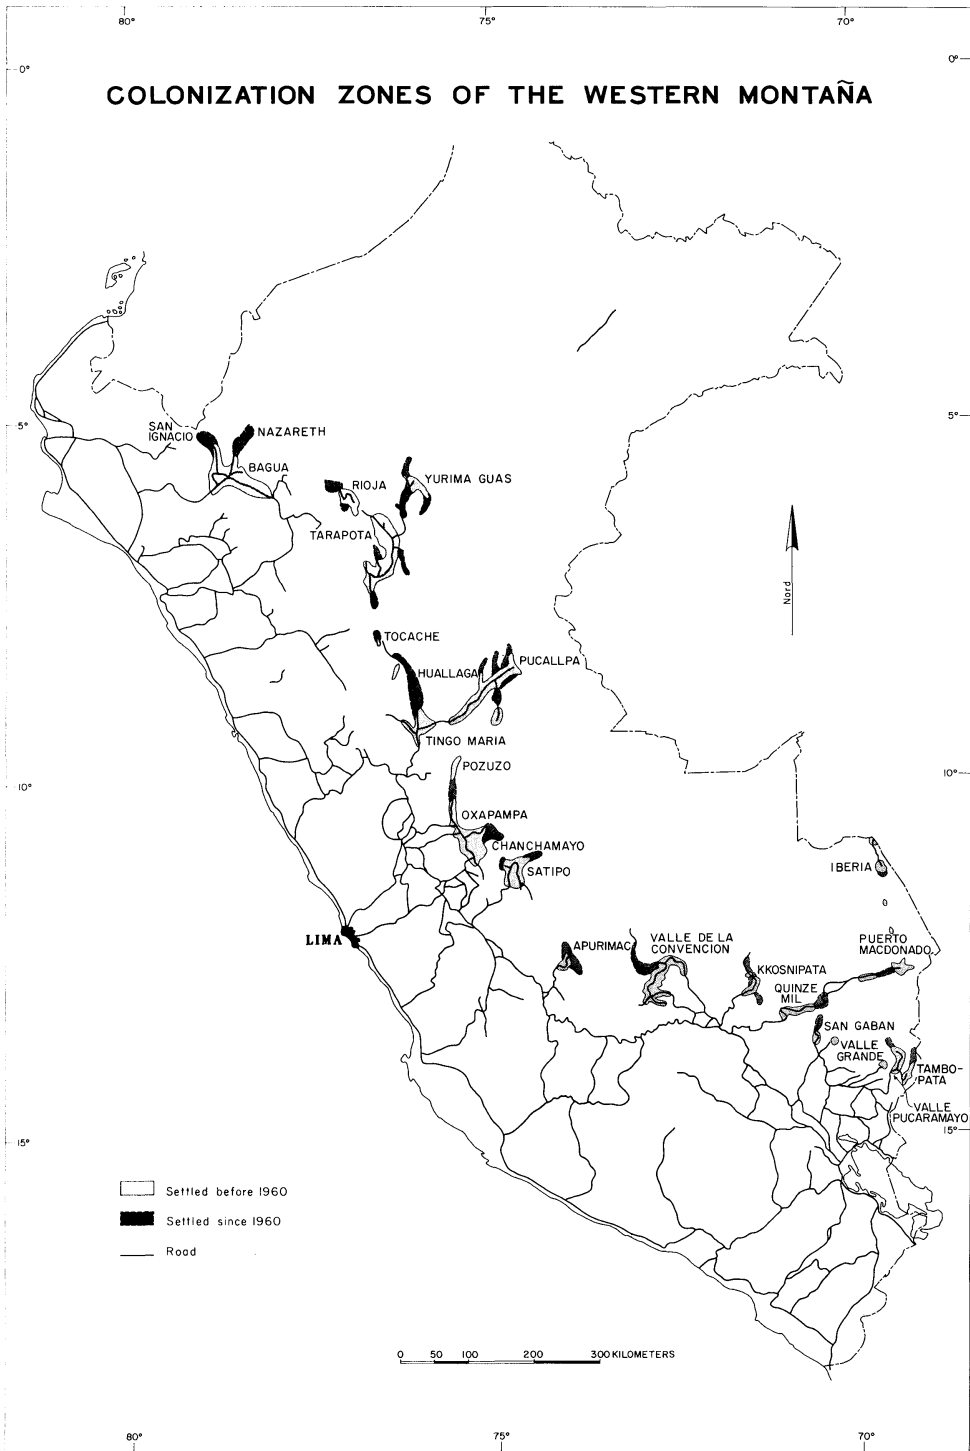 80°
75°
70°
0°
0°
COLONIZATION ZONES OF THE WESTERN MONTAÑA
5°
5°
SAN
IGNACIO
NAZARETH
BAGUA
RIOJA
YURIMA GUAS
TARAPOTA
Nord
TOCACHE
HUALLAGA
PUCALLPA
TINGO MARIA
POZUZO
10°
10°
OXAPAMPA
CHANCHAMAYO
SATIPO
IBERIA
LIMA
APURIMAC
VALLE DE LA
CONVENCION
PUERTO
MACDONADO
KKOSNIPATA
QUINZE
MIL
SAN GABAN
VALLE
GRANDE
TAMBO-
PATA
VALLE
PUCARAMAYO
15°
15°
Settled before 1960
Settled since 1960
Road
0 50 100 200 300 KILOMETERS
80°
75°
70°